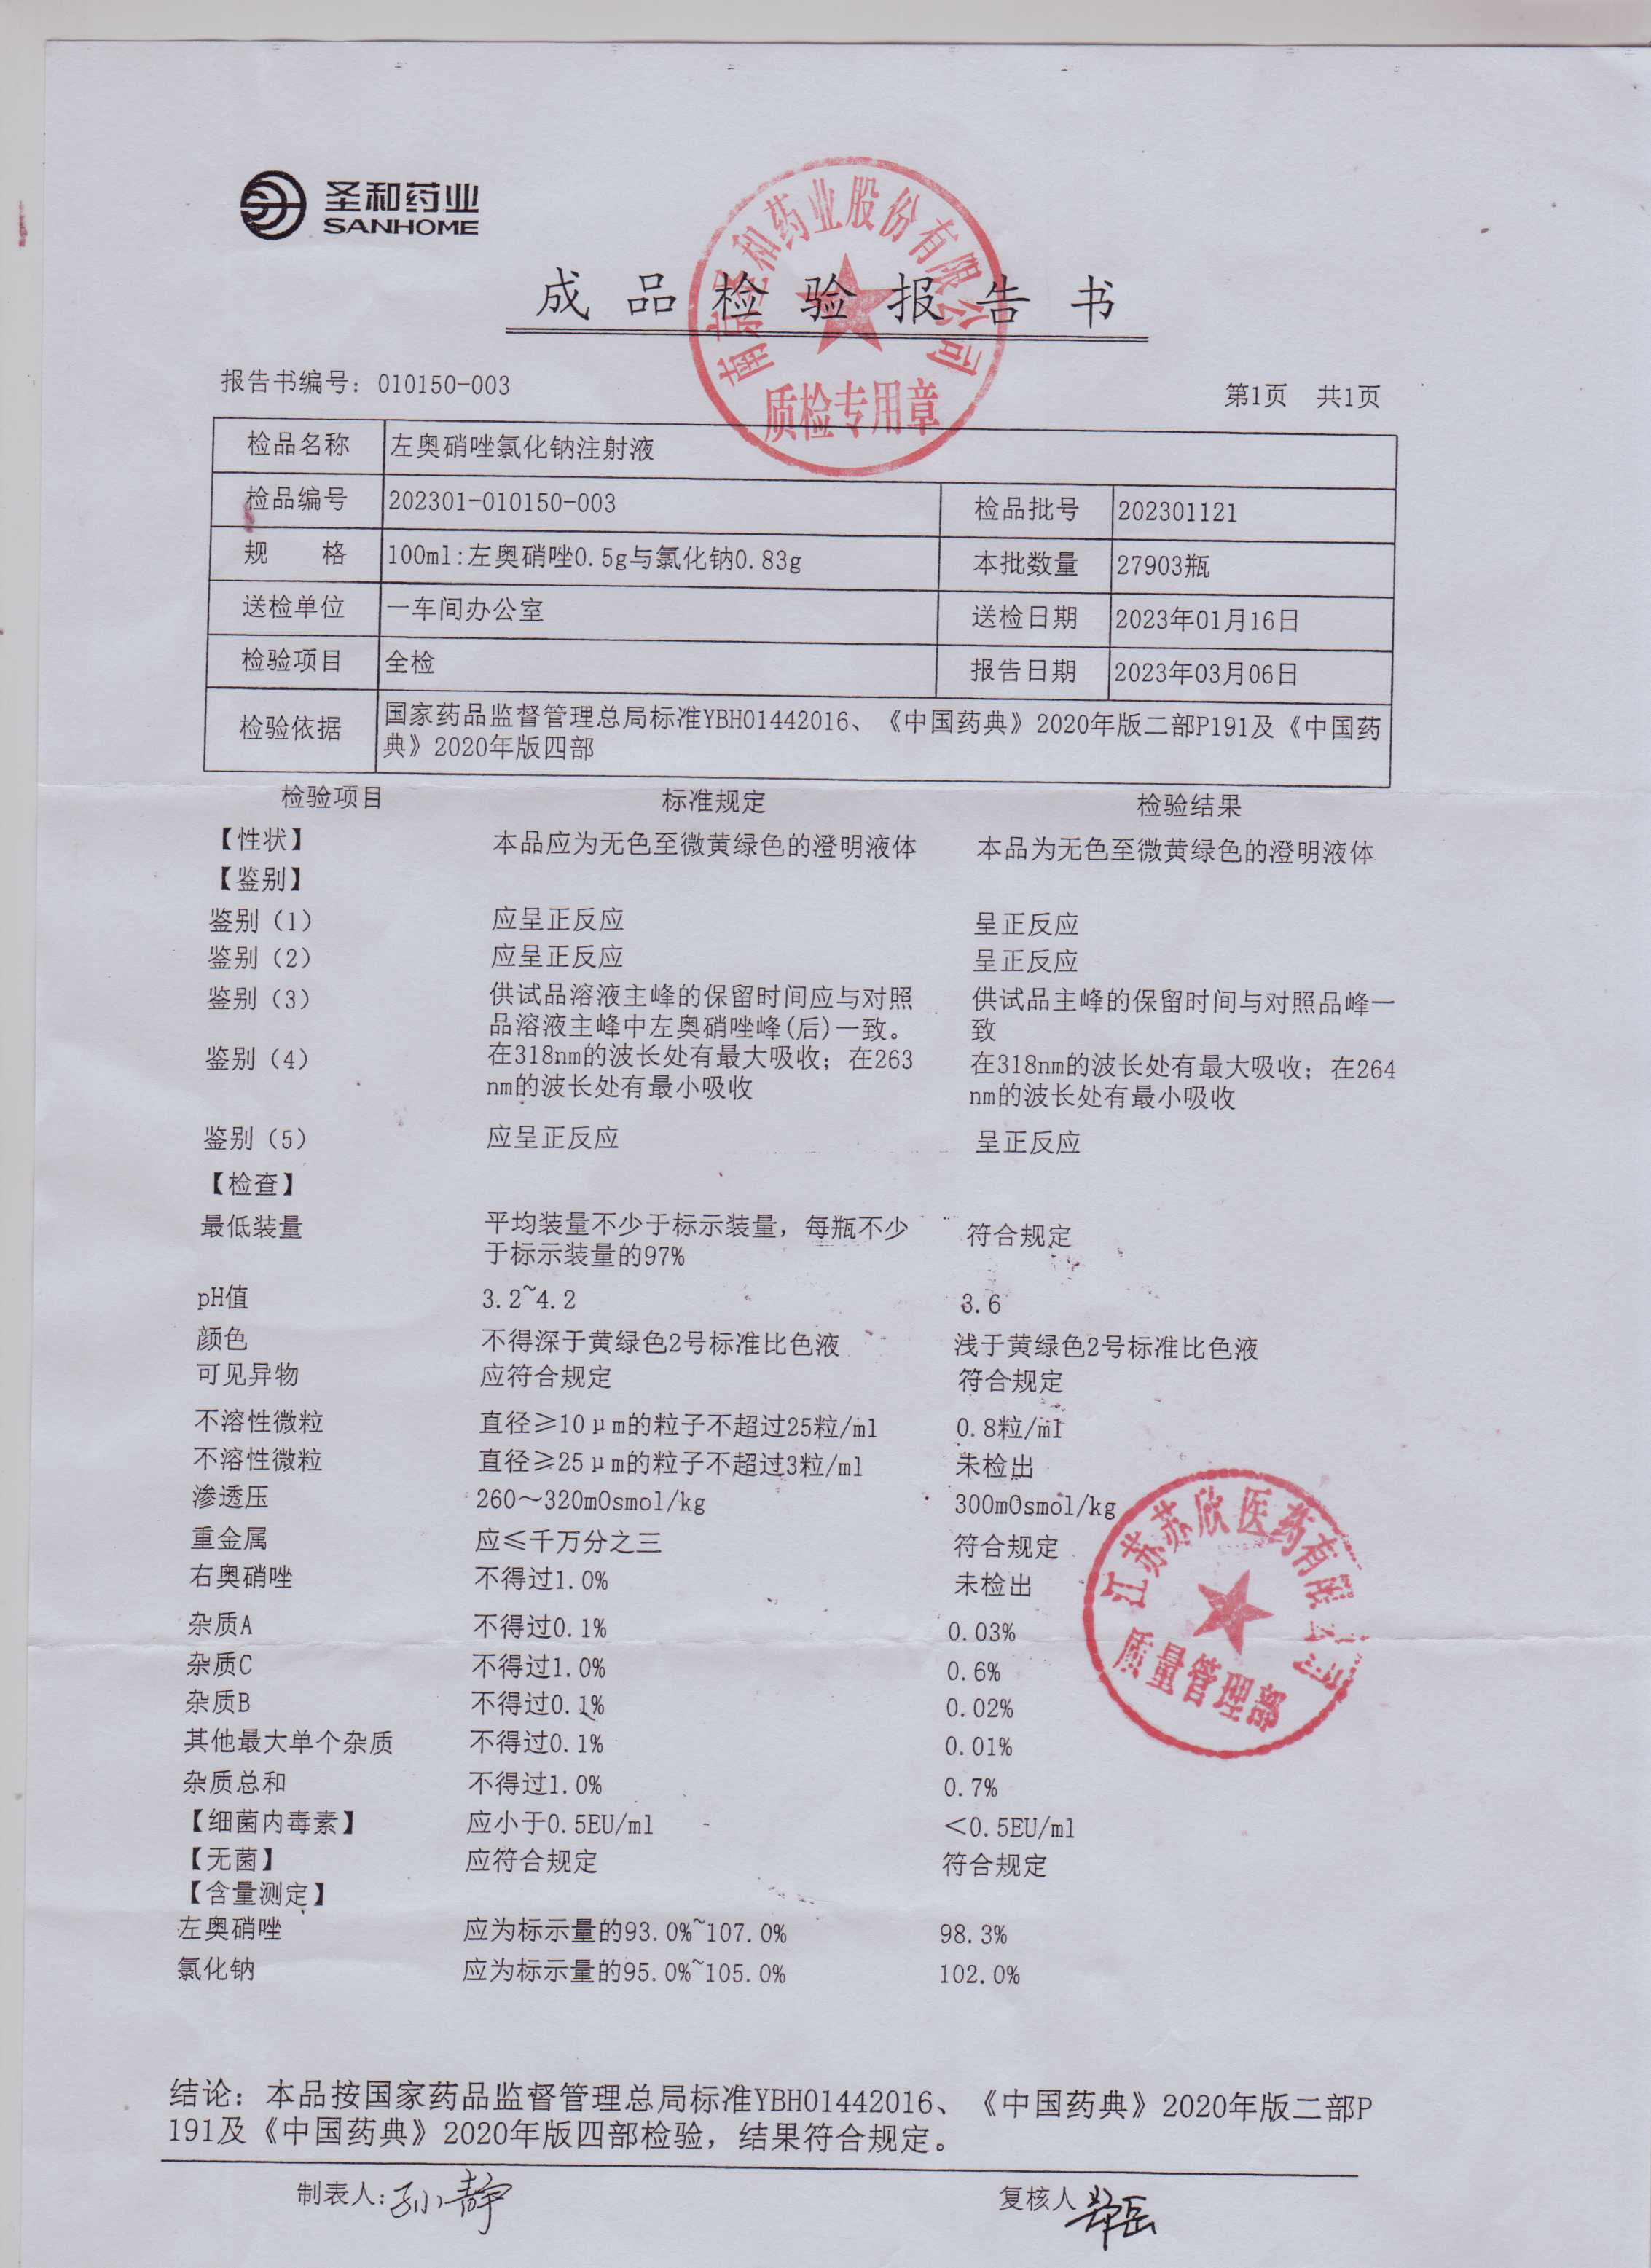 圣和药业
SANHOME
南京圣和药业股份有限公司
质检专用章
成品检验报告书
报告书编号：010150-003
第1页 共1页
检品名称 左奥硝唑氯化钠注射液
检品编号 202301-010150-003 检品批号 202301121
规 格 100ml:左奥硝唑0.5g与氯化钠0.83g 本批数量 27903瓶
送检单位 一车间办公室 送检日期 2023年01月16日
检验项目 全检 报告日期 2023年03月06日
检验依据 国家药品监督管理总局标准YBH01442016、《中国药典》2020年版二部P191及《中国药
典》2020年版四部
检验项目 标准规定 检验结果
【性状】 本品应为无色至微黄绿色的澄明液体 本品为无色至微黄绿色的澄明液体
【鉴别】
鉴别（1） 应呈正反应 呈正反应
鉴别（2） 应呈正反应 呈正反应
鉴别（3） 供试品溶液主峰的保留时间应与对照 供试品主峰的保留时间与对照品峰一
品溶液主峰中左奥硝唑峰(后)一致。 致
鉴别（4） 在318nm的波长处有最大吸收；在263 在318nm的波长处有最大吸收；在264
nm的波长处有最小吸收 nm的波长处有最小吸收
鉴别（5） 应呈正反应 呈正反应
【检查】
最低装量 平均装量不少于标示装量，每瓶不少 符合规定
于标示装量的97%
pH值 3.2~4.2 3.6
颜色 不得深于黄绿色2号标准比色液 浅于黄绿色2号标准比色液
可见异物 应符合规定 符合规定
不溶性微粒 直径≥10μm的粒子不超过25粒/ml 0.8粒/ml
不溶性微粒 直径≥25μm的粒子不超过3粒/ml 未检出
渗透压 260～320mOsmol/kg 300mOsmol/kg
重金属 应≤千万分之三 符合规定
右奥硝唑 不得过1.0% 未检出
杂质A 不得过0.1% 0.03%
杂质C 不得过1.0% 0.6%
杂质B 不得过0.1% 0.02%
其他最大单个杂质 不得过0.1% 0.01%
杂质总和 不得过1.0% 0.7%
【细菌内毒素】 应小于0.5EU/ml ＜0.5EU/ml
【无菌】 应符合规定 符合规定
【含量测定】
左奥硝唑 应为标示量的93.0%~107.0% 98.3%
氯化钠 应为标示量的95.0%~105.0% 102.0%
江苏苏欣医药有限公司
质量管理部
结论：本品按国家药品监督管理总局标准YBH01442016、《中国药典》2020年版二部P
191及《中国药典》2020年版四部检验，结果符合规定。
制表人：孙静 复核人